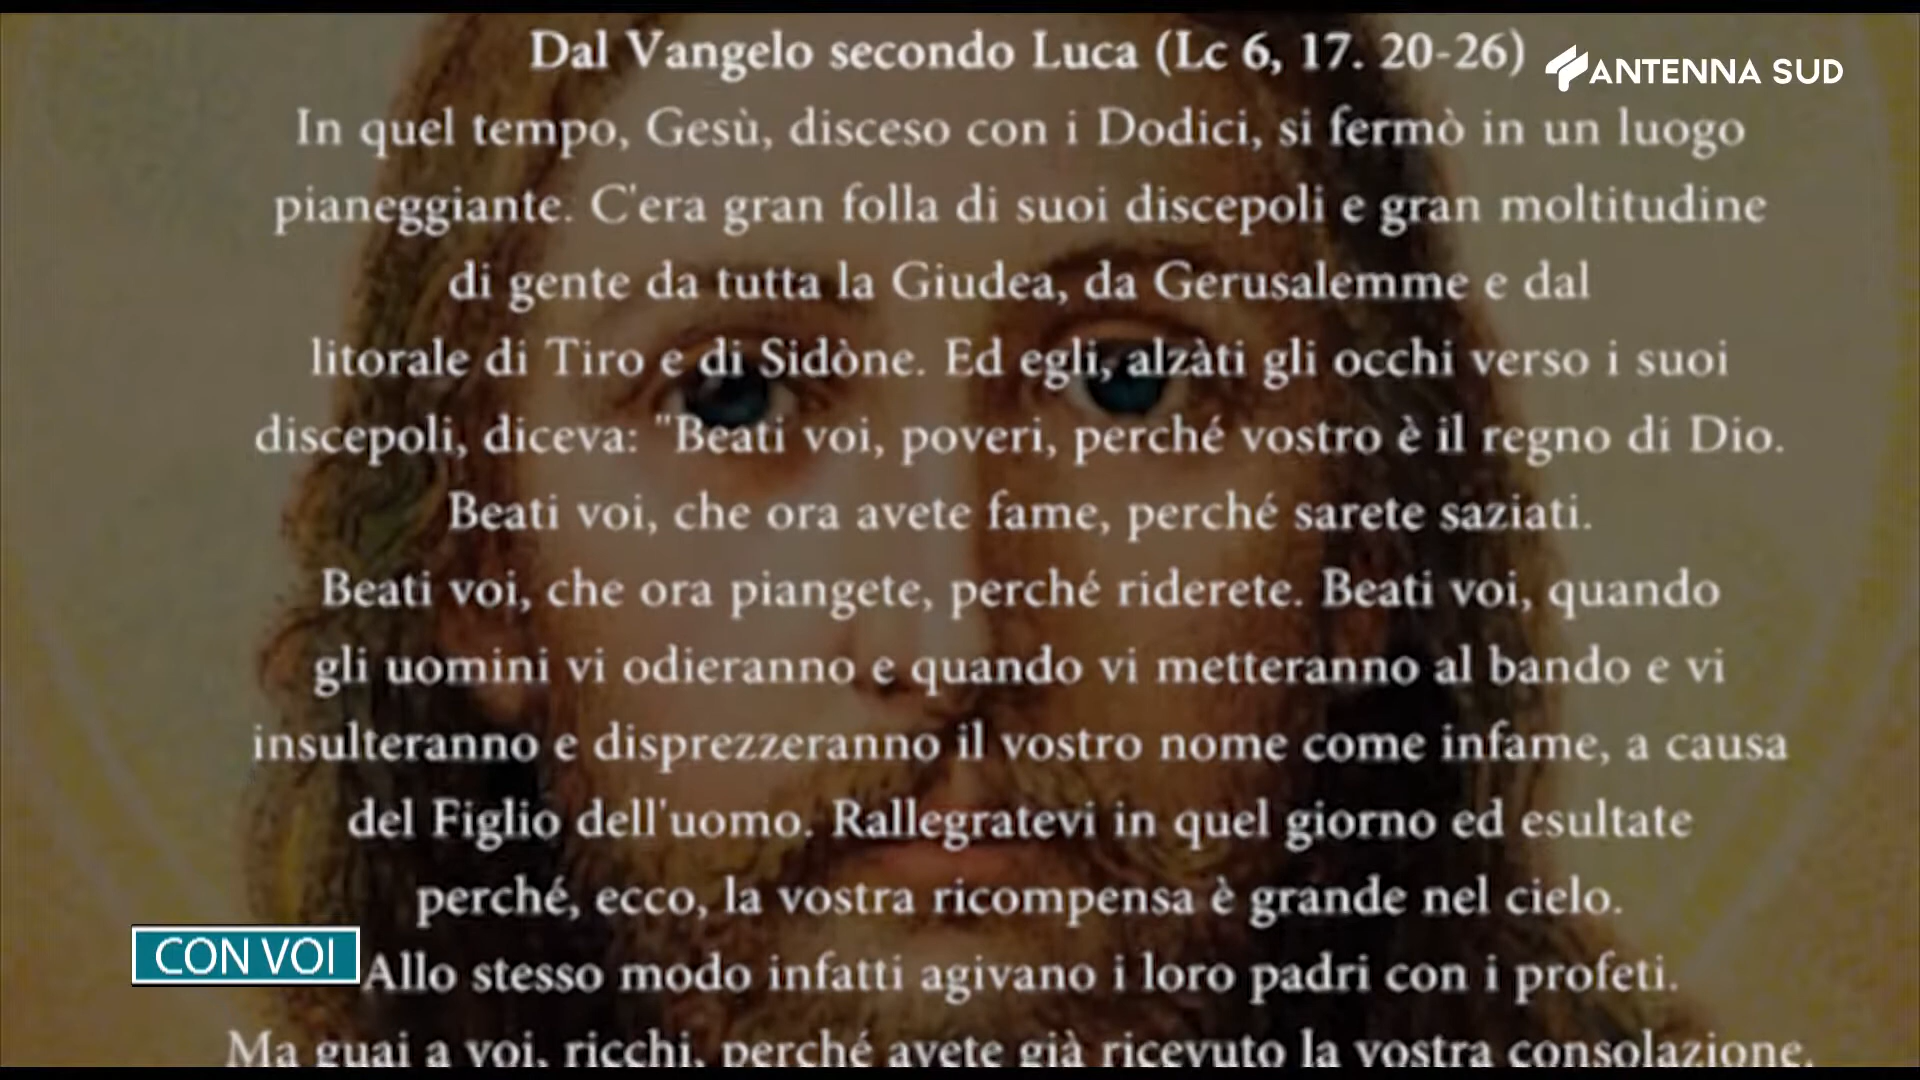 Dal Vangelo secondo Luca (Lc 6, 17. 20-26)
ANTENNA SUD
In quel tempo, Gesù, disceso con i Dodici, si fermò in un luogo
pianeggiante. C'era gran folla di suoi discepoli e gran moltitudine
di gente da tutta la Giudea, da Gerusalemme e dal
litorale di Tiro e di Sidòne. Ed egli, alzàti gli occhi verso i suoi
discepoli, diceva: "Beati voi, poveri, perché vostro è il regno di Dio.
Beati voi, che ora avete fame, perché sarete saziati.
Beati voi, che ora piangete, perché riderete. Beati voi, quando
gli uomini vi odieranno e quando vi metteranno al bando e vi
insulteranno e disprezzeranno il vostro nome come infame, a causa
del Figlio dell'uomo. Rallegratevi in quel giorno ed esultate
perché, ecco, la vostra ricompensa è grande nel cielo.
CON VOI
Allo stesso modo infatti agivano i loro padri con i profeti.
Ma guai a voi, ricchi, perché avete già ricevuto la vostra consolazione.